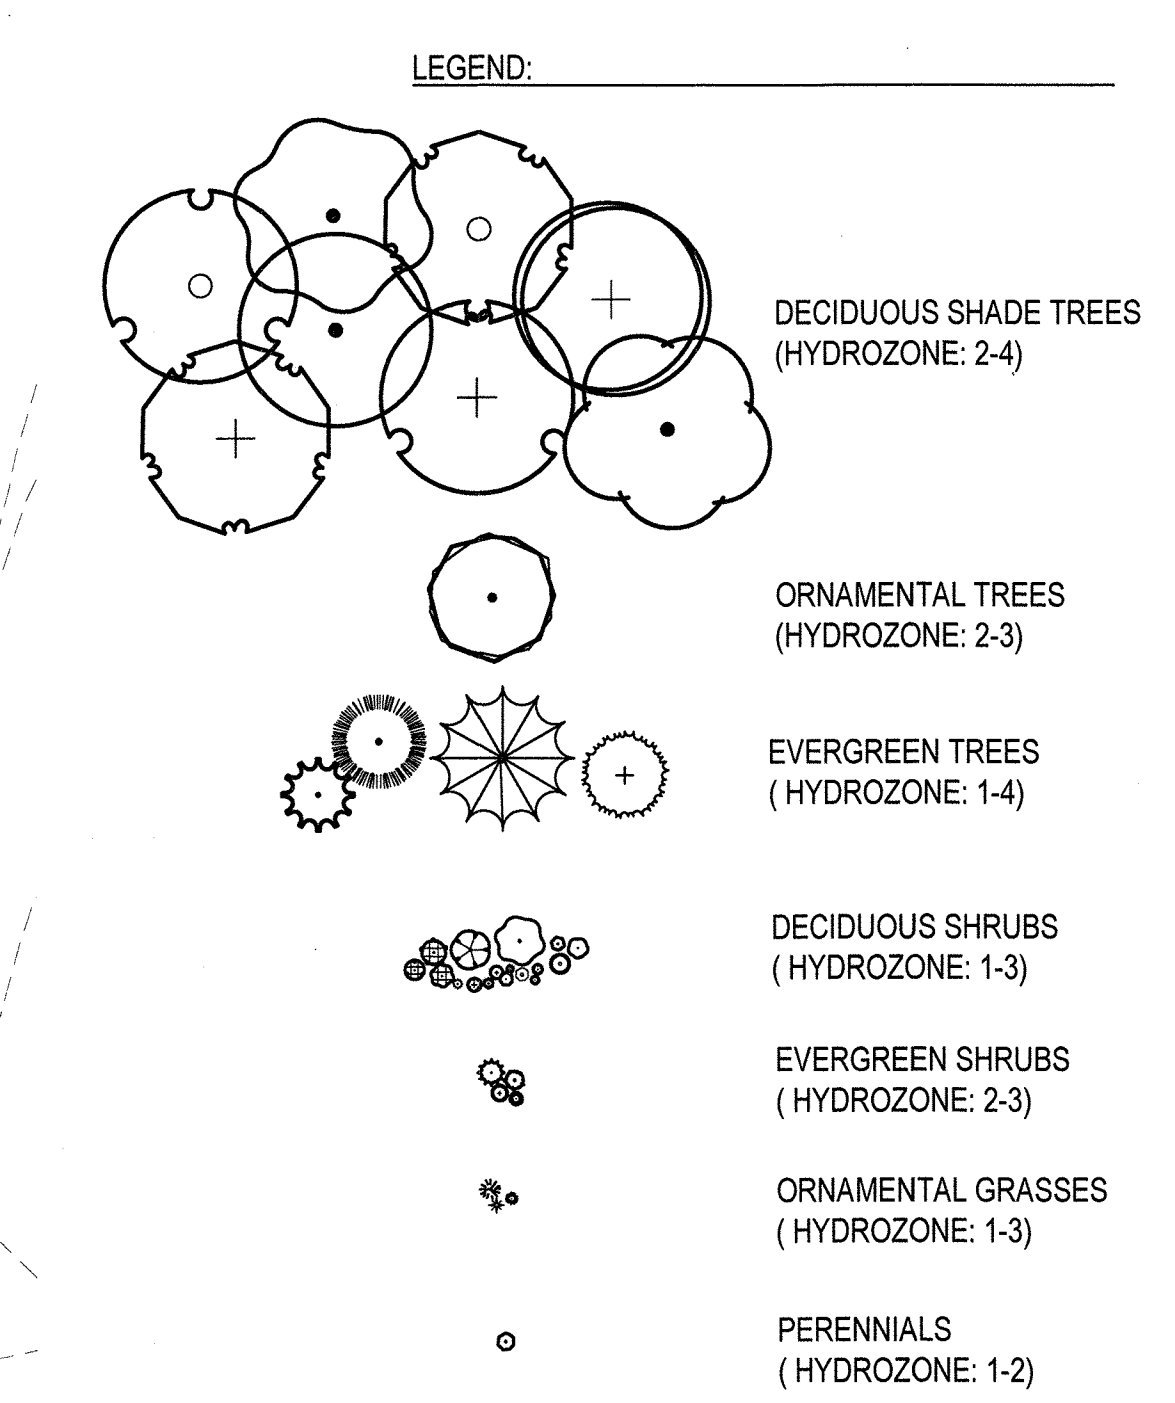 LEGEND:
DECIDUOUS SHADE TREES
(HYDROZONE: 2-4)
ORNAMENTAL TREES
(HYDROZONE: 2-3)
EVERGREEN TREES
( HYDROZONE: 1-4)
DECIDUOUS SHRUBS
( HYDROZONE: 1-3)
EVERGREEN SHRUBS
( HYDROZONE: 2-3)
ORNAMENTAL GRASSES
( HYDROZONE: 1-3)
PERENNIALS
( HYDROZONE: 1-2)